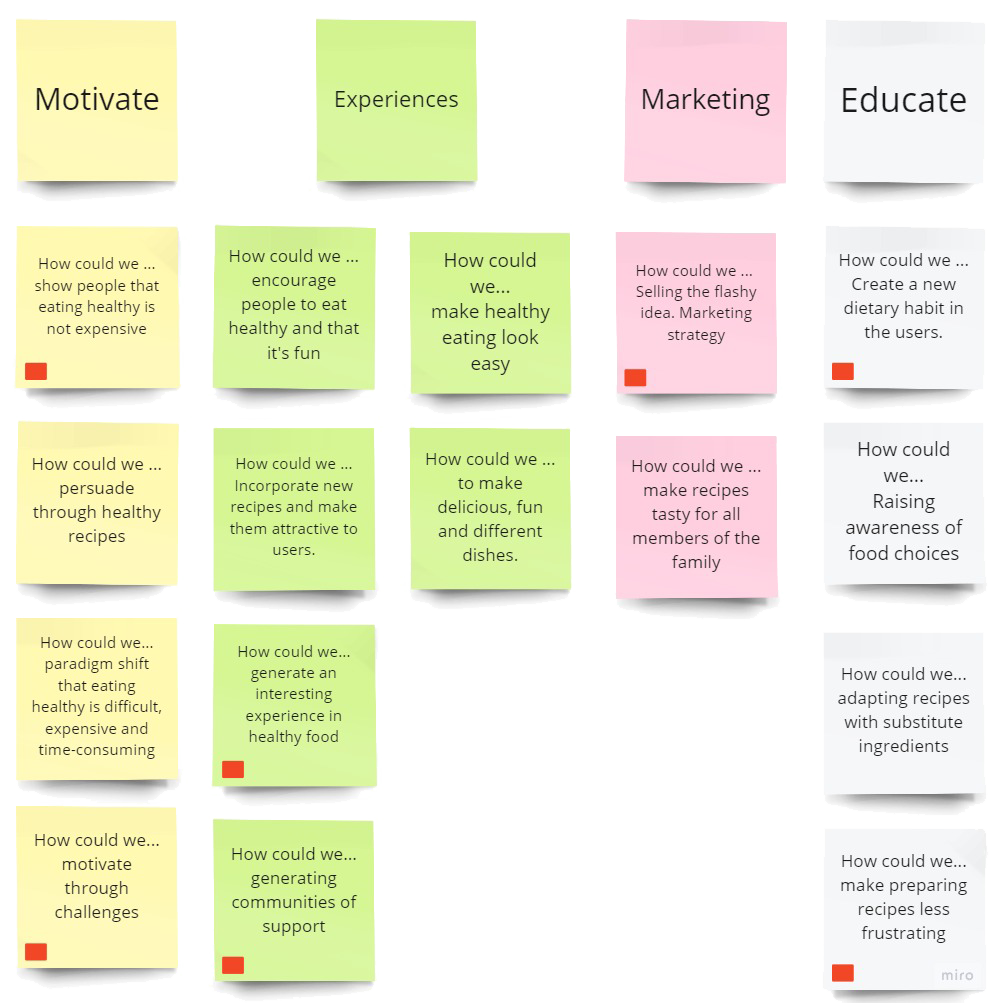 Motivate
Experiences
Marketing
Educate
How could we ...
show people that
eating healthy is
not expensive
How could we ...
encourage
people to eat
healthy and that
it's fun
How could
we...
make healthy
eating look
easy
How could we ...
Selling the flashy
idea. Marketing
strategy
How could we ...
Create a new
dietary habit in
the users.
How could we ...
persuade
through healthy
recipes
How could we ...
Incorporate new
recipes and make
them attractive to
users.
How could we ...
to make
delicious, fun
and different
dishes.
How could we ...
make recipes
tasty for all
members of the
family
How could
we...
Raising
awareness of
food choices
How could we...
paradigm shift
that eating
healthy is difficult,
expensive and
time-consuming
How could we...
generate an
interesting
experience in
healthy food
How could we...
adapting recipes
with substitute
ingredients
How could we...
motivate
through
challenges
How could we...
generating
communities of
support
How could we...
make preparing
recipes less
frustrating
miro